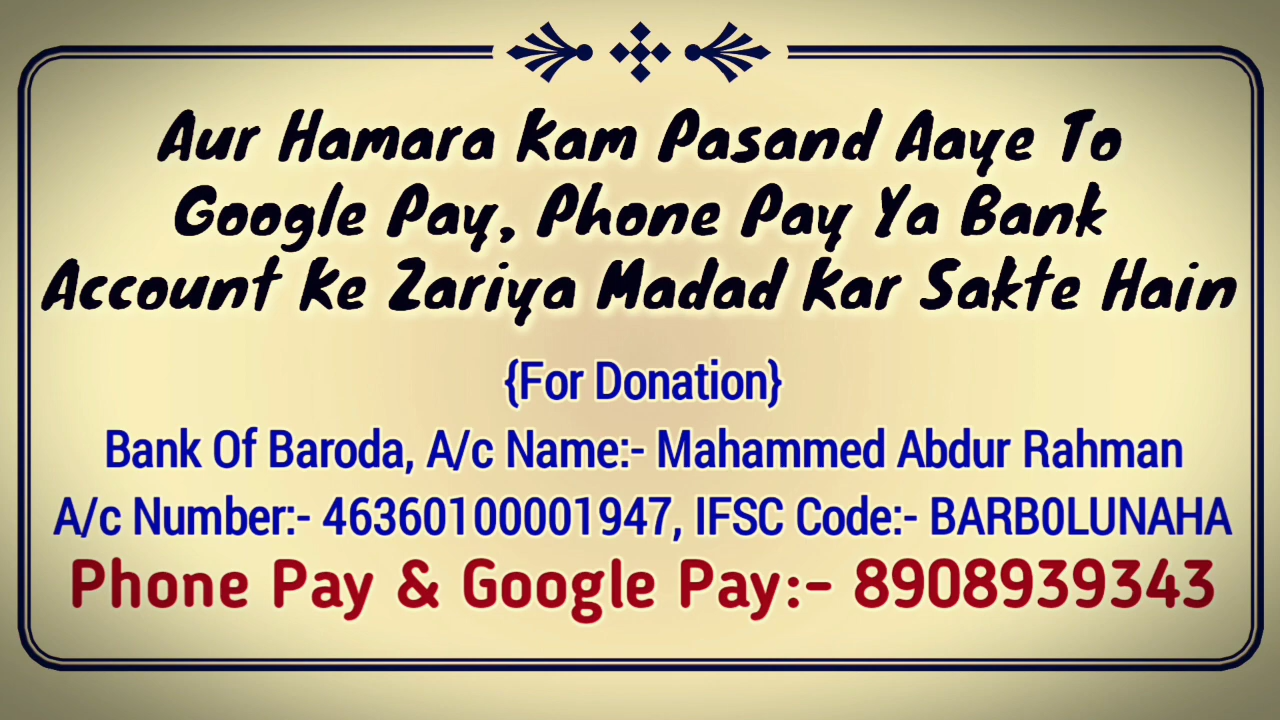 Aur Hamara Kam Pasand Aaye To
Google Pay, Phone Pay Ya Bank
Account Ke Zariya Madad Kar Sakte Hain
{For Donation}
Bank Of Baroda, A/c Name:- Mahammed Abdur Rahman
A/c Number:- 46360100001947, IFSC Code:- BARB0LUNAHA
Phone Pay & Google Pay:- 8908939343